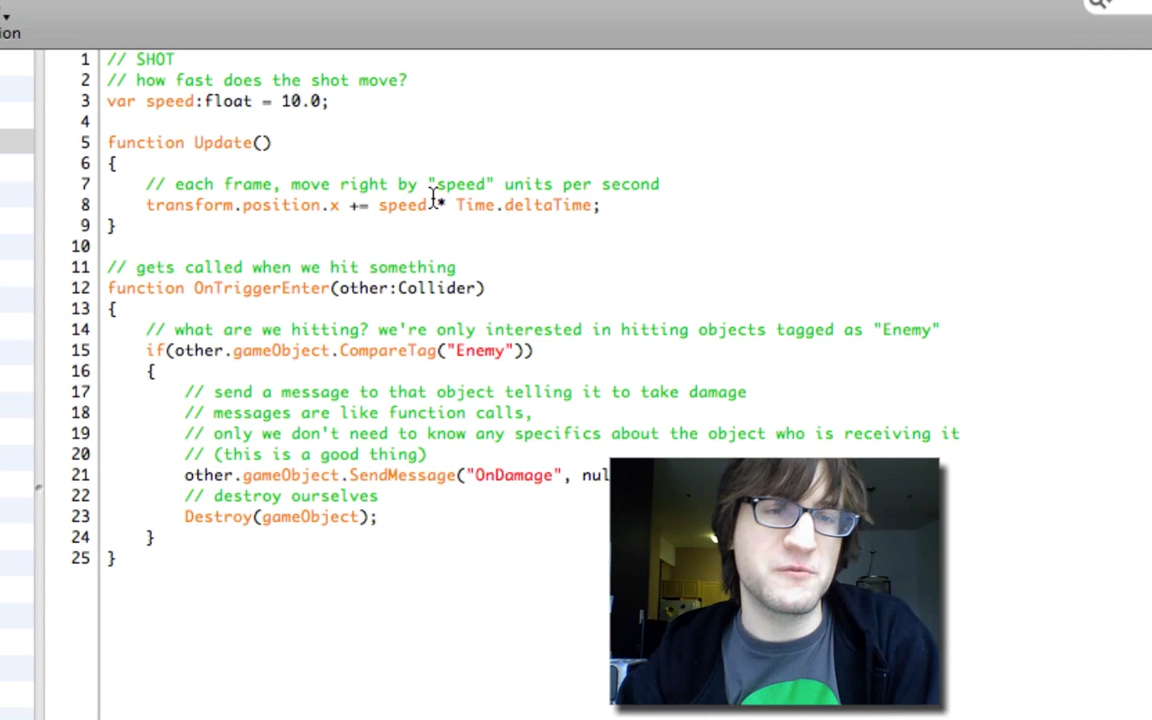 ion
1 // SHOT
2 // how fast does the shot move?
3 var speed:float = 10.0;
4
5 function Update()
6 {
7 // each frame, move right by "speed" units per second
8 transform.position.x += speed * Time.deltaTime;
9 }
10
11 // gets called when we hit something
12 function OnTriggerEnter(other:Collider)
13 {
14 // what are we hitting? we're only interested in hitting objects tagged as "Enemy"
15 if(other.gameObject.CompareTag("Enemy"))
16 {
17 // send a message to that object telling it to take damage
18 // messages are like function calls,
19 // only we don't need to know any specifics about the object who is receiving it
20 // (this is a good thing)
21 other.gameObject.SendMessage("OnDamage", nul
22 // destroy ourselves
23 Destroy(gameObject);
24 }
25 }